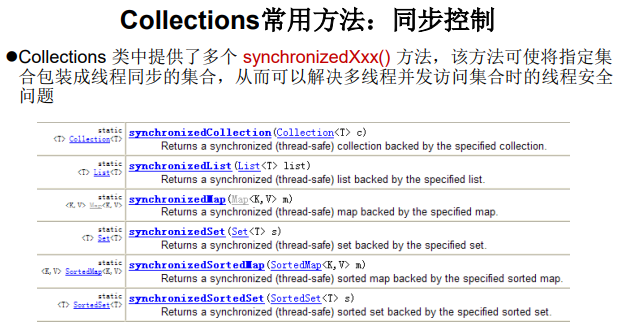 Collections常用方法：同步控制
●Collections 类中提供了多个 synchronizedXxx() 方法，该方法可使将指定集
合包装成线程同步的集合，从而可以解决多线程并发访问集合时的线程安全
问题
static
<T> Collection<T>
synchronizedCollection(Collection<T> c)
Returns a synchronized (thread-safe) collection backed by the specified collection.
static
<T> List<T>
synchronizedList(List<T> list)
Returns a synchronized (thread-safe) list backed by the specified list.
static
<K,V> Map<K,V>
synchronizedMap(Map<K,V> m)
Returns a synchronized (thread-safe) map backed by the specified map.
static
<T> Set<T>
synchronizedSet(Set<T> s)
Returns a synchronized (thread-safe) set backed by the specified set.
static
<K,V> SortedMap<K,V>
synchronizedSortedMap(SortedMap<K,V> m)
Returns a synchronized (thread-safe) sorted map backed by the specified sorted map.
static
<T> SortedSet<T>
synchronizedSortedSet(SortedSet<T> s)
Returns a synchronized (thread-safe) sorted set backed by the specified sorted set.